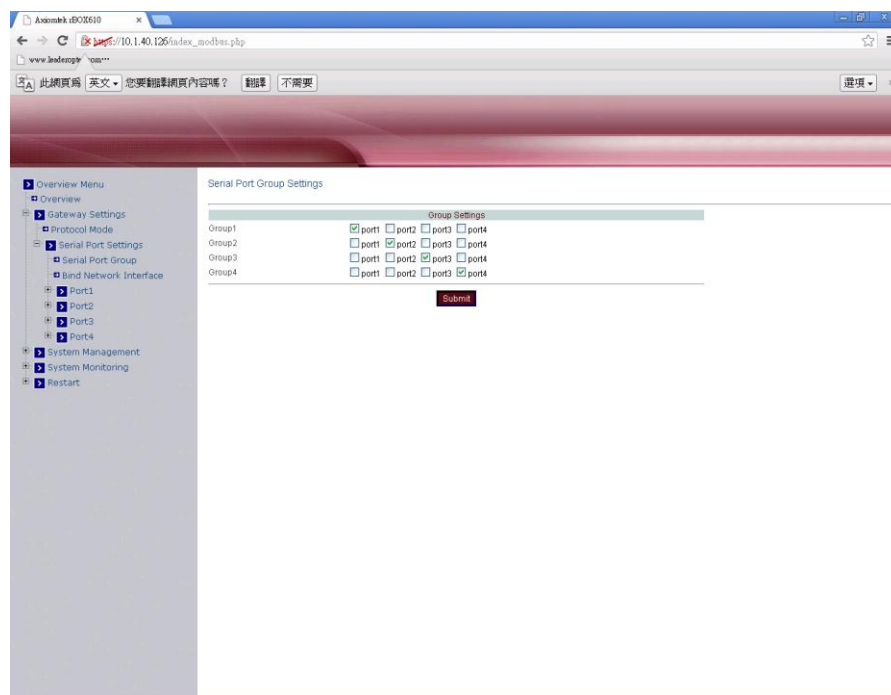 Axiomtek rBOX610
https://10.1.40.126/index_modbus.php
此網頁為 英文 您要翻譯網頁內容嗎? 翻譯 不需要 選項
Overview Menu
Overview
Gateway Settings
Protocol Mode
Serial Port Settings
Serial Port Group
Bind Network Interface
Port1
Port2
Port3
Port4
System Management
System Monitoring
Restart
Serial Port Group Settings
Group Settings
Group1 port1 port2 port3 port4
Group2 port1 port2 port3 port4
Group3 port1 port2 port3 port4
Group4 port1 port2 port3 port4
Submit